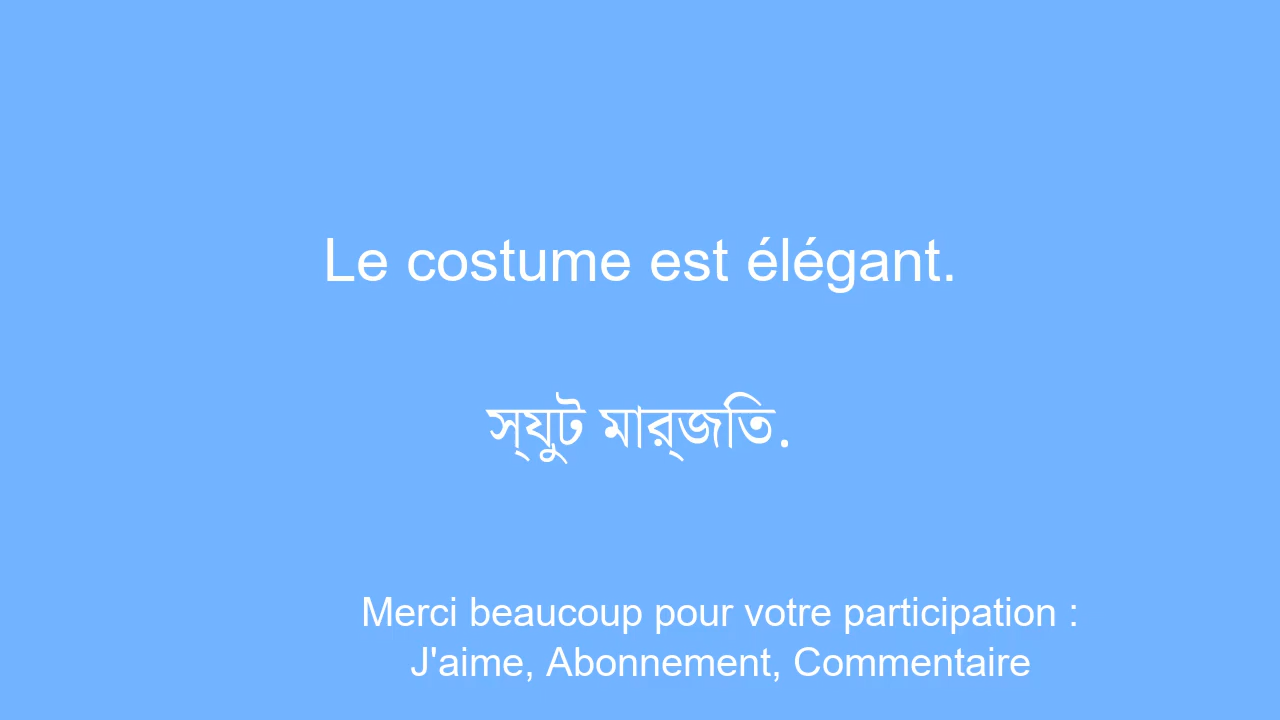 Le costume est élégant.
স্যুট মার্জিত.
Merci beaucoup pour votre participation :
J'aime, Abonnement, Commentaire